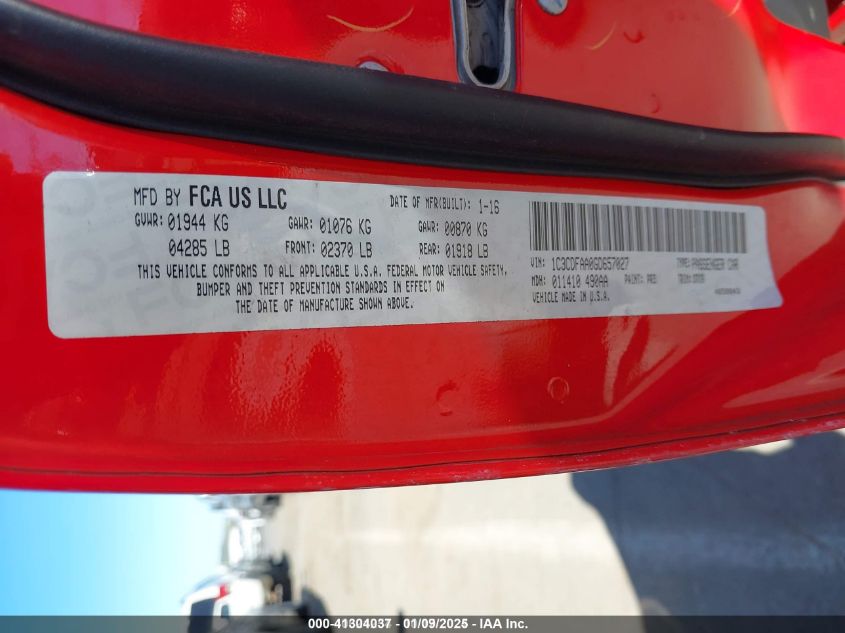 MFD BY FCA US LLC DATE OF MFR(BUILT): 1-16
GVWR: 01944 KG GAWR: 01076 KG GAWR: 00870 KG
04285 LB FRONT: 02370 LB REAR: 01918 LB
THIS VEHICLE CONFORMS TO ALL APPLICABLE U.S.A. FEDERAL MOTOR VEHICLE SAFETY,
BUMPER AND THEFT PREVENTION STANDARDS IN EFFECT ON
THE DATE OF MANUFACTURE SHOWN ABOVE.
VIN: 1C3CDFAA0GD657027 TYPE: PASSENGER CAR
MDH: 011410 490AA PAINT: TRIM:
VEHICLE MADE IN U.S.A.
000-41304037 - 01/09/2025 - IAA Inc.